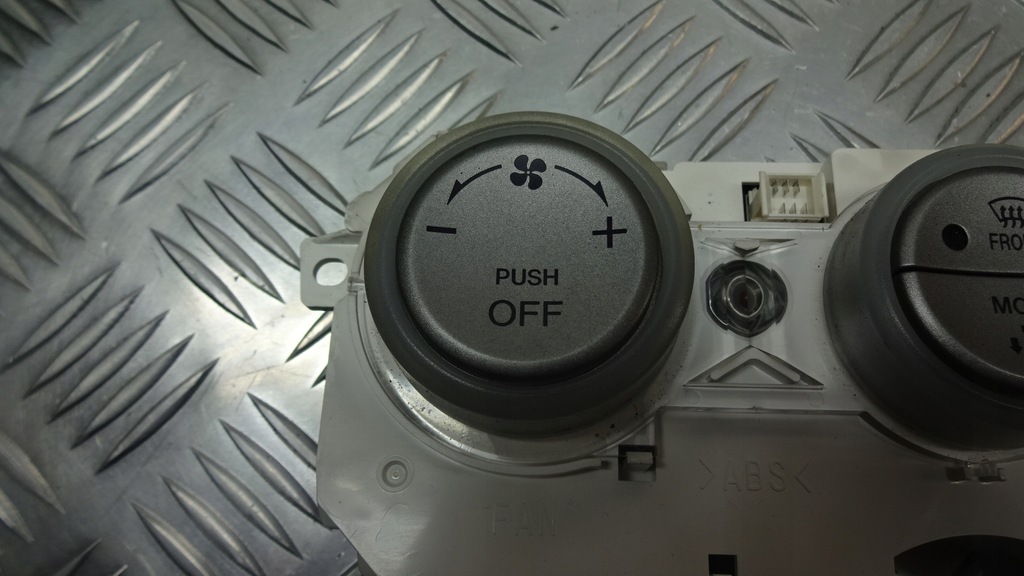 − +
PUSH
OFF
FRO
MO
>ABS<
FAN